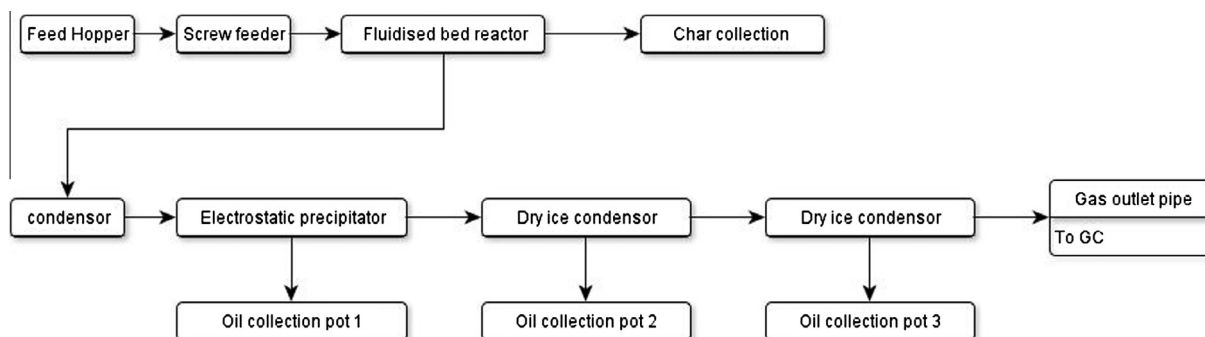 Feed Hopper
Screw feeder
Fluidised bed reactor
Char collection
condensor
Electrostatic precipitator
Dry ice condensor
Dry ice condensor
Gas outlet pipe
To GC
Oil collection pot 1
Oil collection pot 2
Oil collection pot 3